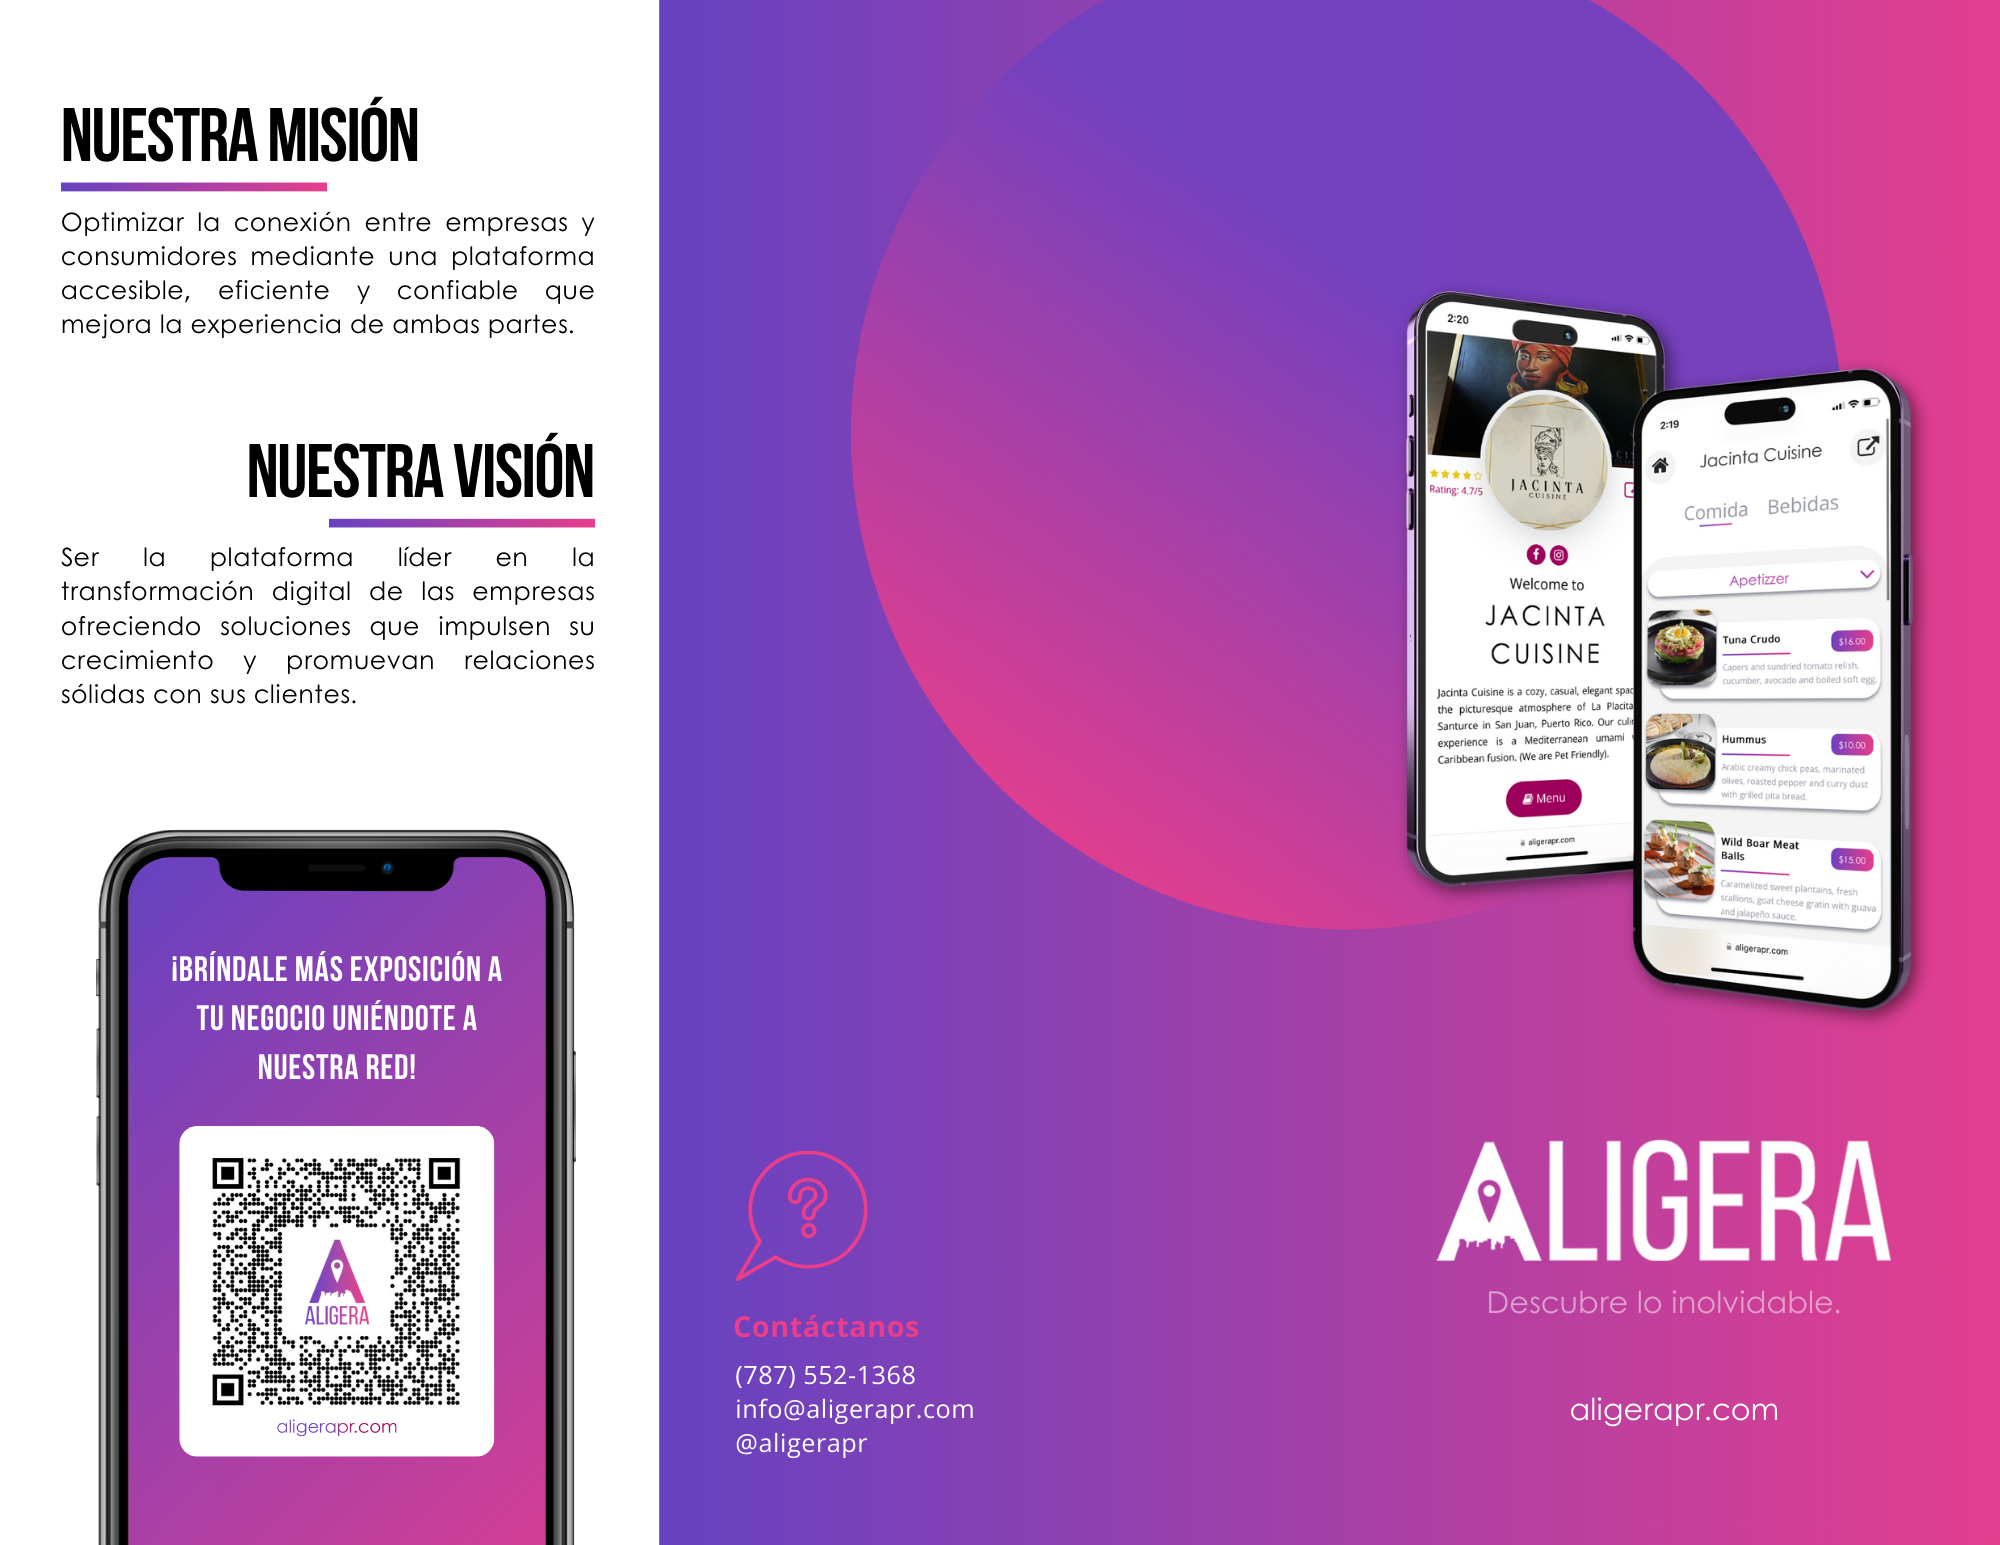 NUESTRA MISIÓN
Optimizar la conexión entre empresas y
consumidores mediante una plataforma
accesible, eficiente y confiable que
mejora la experiencia de ambas partes.
NUESTRA VISIÓN
Ser la plataforma líder en la
transformación digital de las empresas
ofreciendo soluciones que impulsen su
crecimiento y promuevan relaciones
sólidas con sus clientes.
¡BRÍNDALE MÁS EXPOSICIÓN A
TU NEGOCIO UNIÉNDOTE A
NUESTRA RED!
ALIGERA
aligerapr.com
Contáctanos
(787) 552-1368
info@aligerapr.com
@aligerapr
2:20
JACINTA
CUISINE
Rating: 4.7/5
Welcome to
JACINTA
CUISINE
Jacinta Cuisine is a cozy, casual, elegant
the picturesque atmosphere of La Placita
Santurce in San Juan, Puerto Rico. Our
experience is a Mediterranean umami
Caribbean fusion. (We are Pet Friendly).
Menu
aligerapr.com
2:19
Jacinta Cuisine
Comida Bebidas
Apetizzer
Tuna Crudo
$16.00
Capers and sundried tomato relish,
cucumber, avocado and boiled soft egg.
Hummus
$10.00
Arabic creamy chick peas, marinated
olives, roasted pepper and curry dust
with grilled pita bread.
Wild Boar Meat
Balls
$15.00
Caramelized sweet plantains, fresh
scallions, goat cheese gratin with guava
and jalapeño sauce.
aligerapr.com
ALIGERA
Descubre lo inolvidable.
aligerapr.com